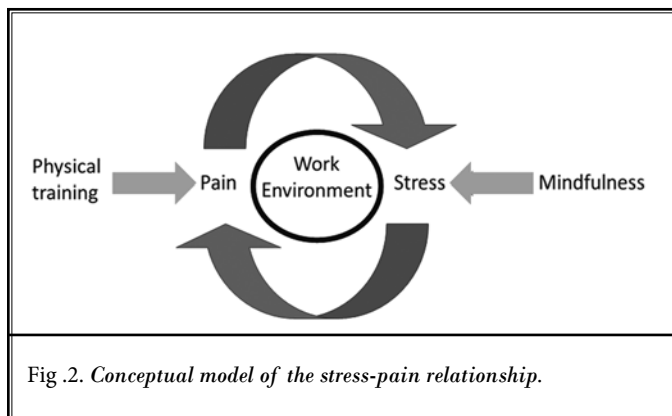 Physical
training
Pain
Work
Environment
Stress
Mindfulness
Fig .2. Conceptual model of the stress-pain relationship.